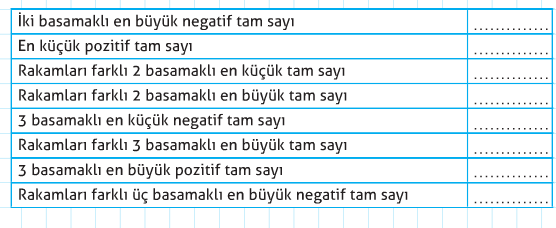 İki basamaklı en büyük negatif tam sayı ..............
En küçük pozitif tam sayı ..............
Rakamları farklı 2 basamaklı en küçük tam sayı ..............
Rakamları farklı 2 basamaklı en büyük tam sayı ..............
3 basamaklı en küçük negatif tam sayı ..............
Rakamları farklı 3 basamaklı en büyük tam sayı ..............
3 basamaklı en büyük pozitif tam sayı ..............
Rakamları farklı üç basamaklı en büyük negatif tam sayı ..............